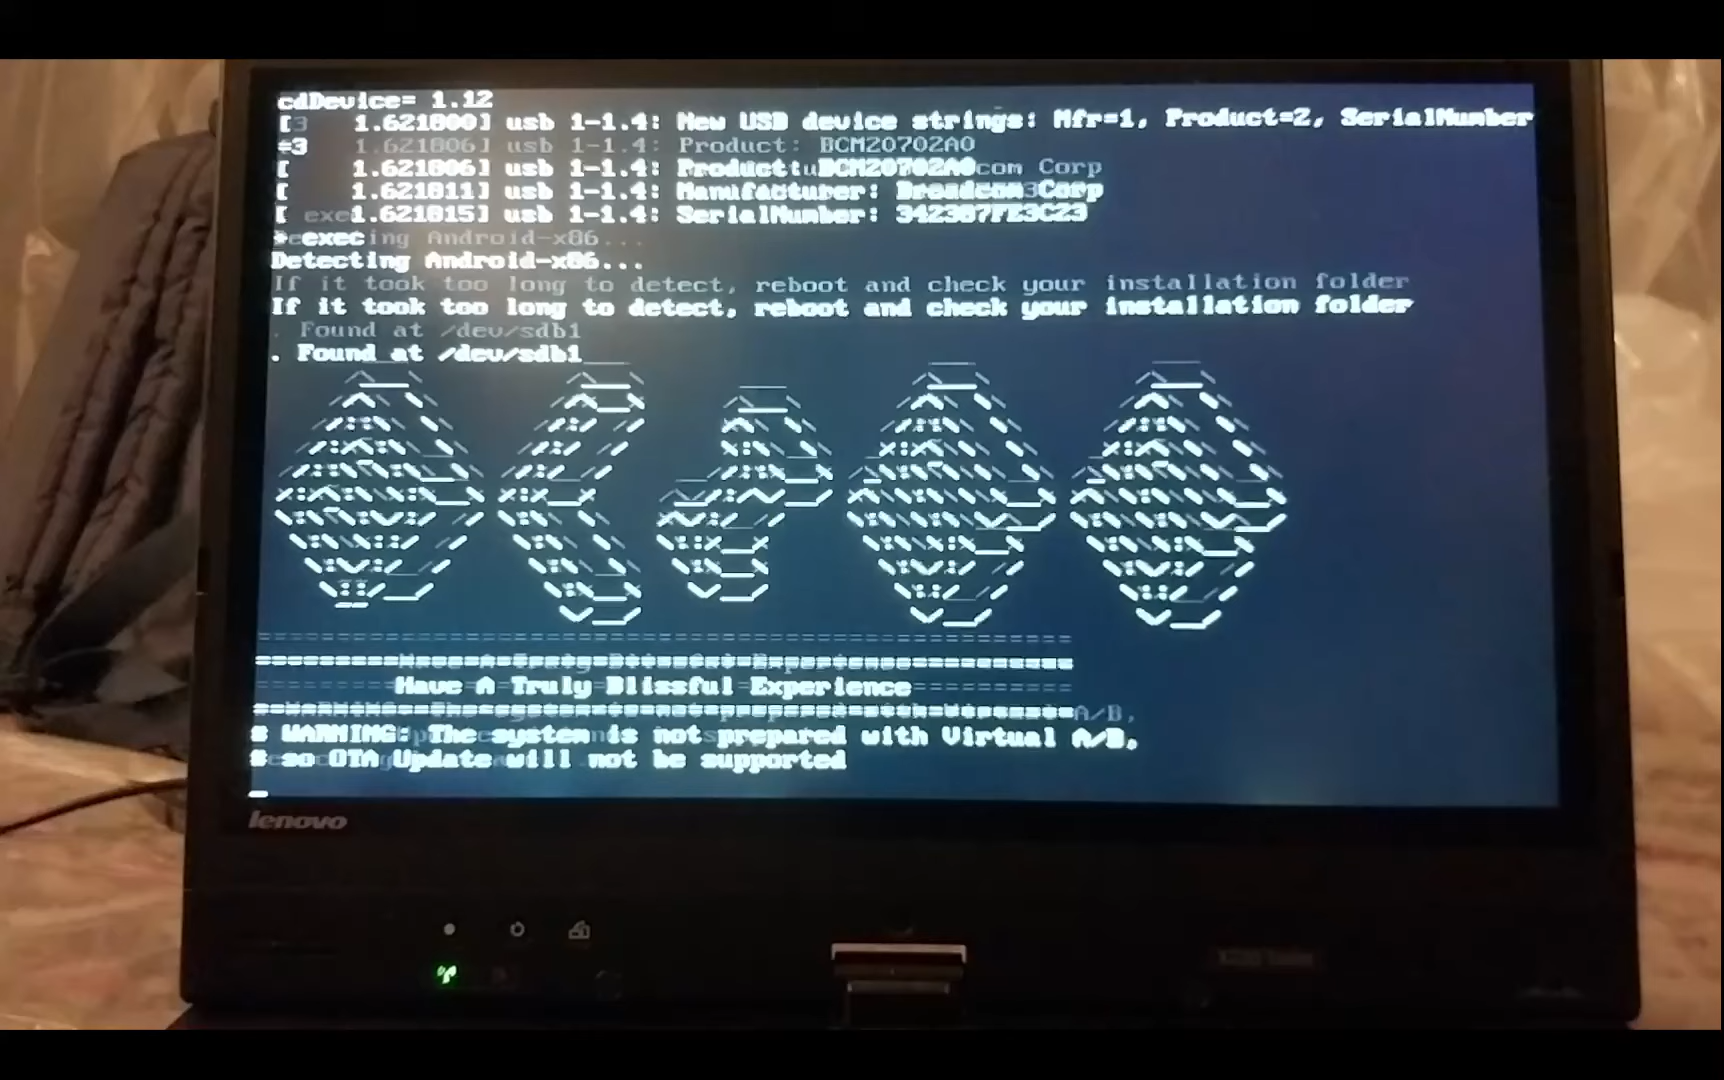 cdDevice= 1.12
[    1.621800] usb 1-1.4: New USB device strings: Mfr=1, Product=2, SerialNumber
=3
1.621806] usb 1-1.4: Product: BCM20702A0
[    1.621806] usb 1-1.4: Product: BCM20702A0
[    1.621811] usb 1-1.4: Manufacturer: Broadcom Corp
[    1.621815] usb 1-1.4: SerialNumber: 342387FE3C23
exec
Detecting Android-x86...
If it took too long to detect, reboot and check your installation folder
If it took too long to detect, reboot and check your installation folder
. Found at /dev/sdb1
. Found at /dev/sdb1
Have A Truly Blissful Experience
# WARNING: The system is not prepared with Virtual A/B,
# so OTA Update will not be supported
lenovo